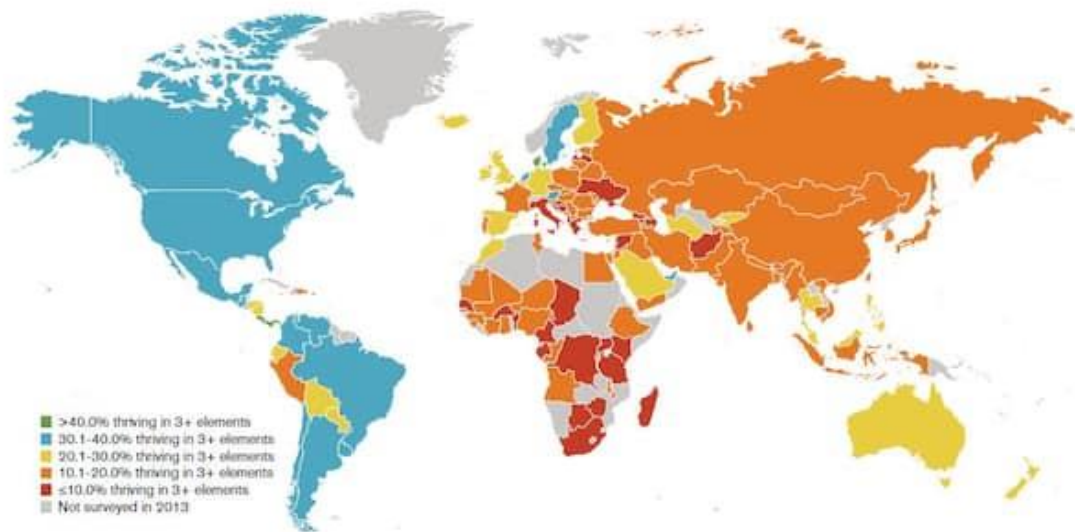 >40.0% thriving in 3+ elements
30.1-40.0% thriving in 3+ elements
20.1-30.0% thriving in 3+ elements
10.1-20.0% thriving in 3+ elements
≤10.0% thriving in 3+ elements
Not surveyed in 2013